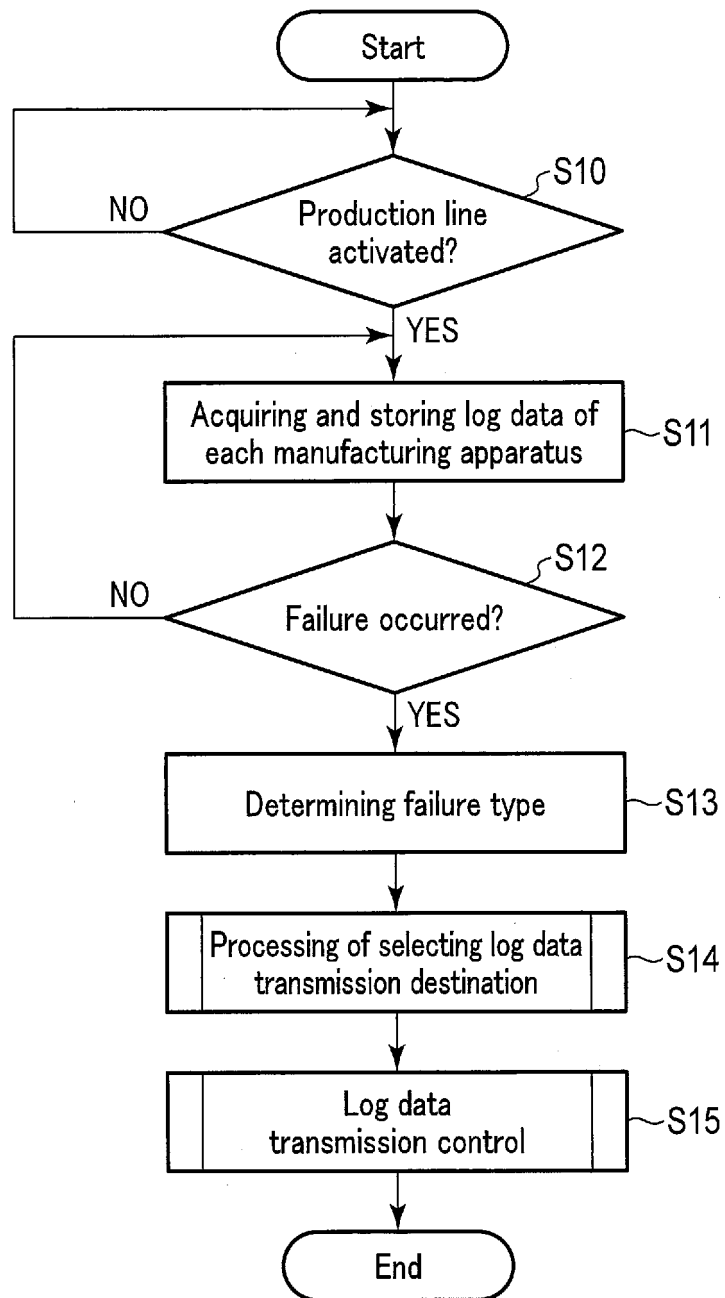 Start
S10
NO
Production line
activated?
YES
Acquiring and storing log data of
each manufacturing apparatus
S11
S12
NO
Failure occurred?
YES
Determining failure type
S13
Processing of selecting log data
transmission destination
S14
Log data
transmission control
S15
End